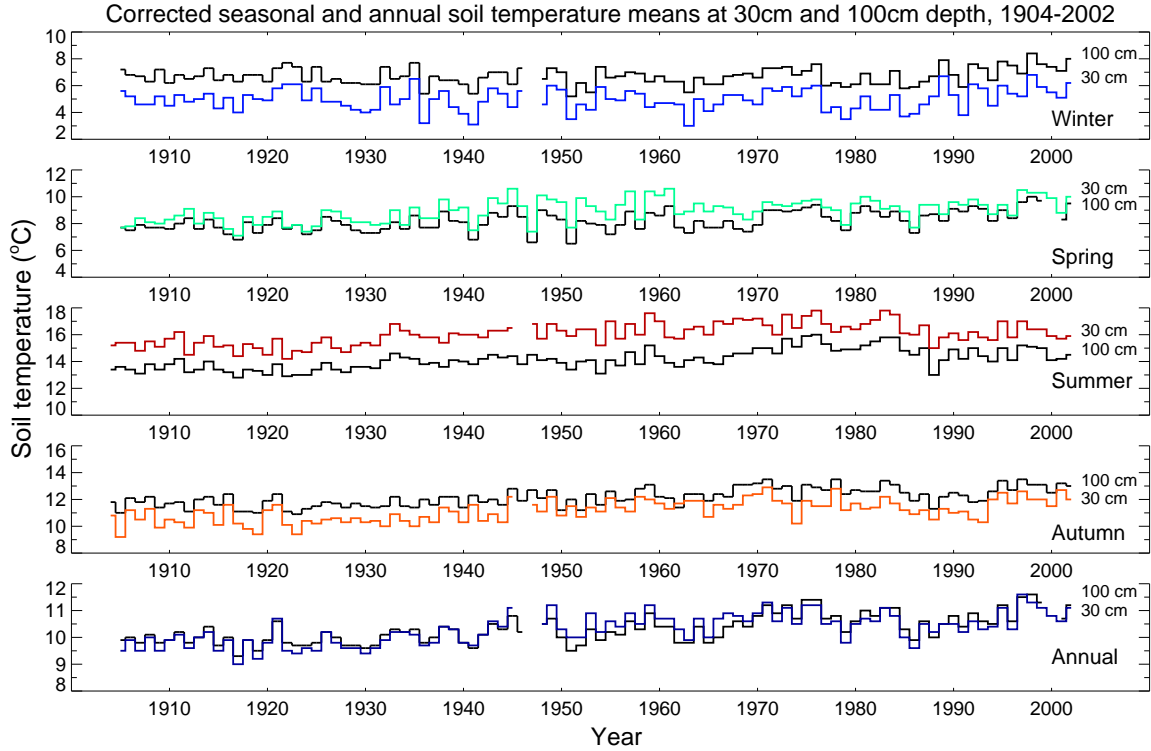 Corrected seasonal and annual soil temperature means at 30cm and 100cm depth, 1904-2002
10
8
6
4
2
100 cm
30 cm
Winter
1910 1920 1930 1940 1950 1960 1970 1980 1990 2000
12
10
8
6
4
30 cm
100 cm
Spring
1910 1920 1930 1940 1950 1960 1970 1980 1990 2000
18
16
14
12
10
30 cm
100 cm
Summer
1910 1920 1930 1940 1950 1960 1970 1980 1990 2000
16
14
12
10
8
100 cm
30 cm
Autumn
1910 1920 1930 1940 1950 1960 1970 1980 1990 2000
12
11
10
9
8
100 cm
30 cm
Annual
1910 1920 1930 1940 1950 1960 1970 1980 1990 2000
Soil temperature (°C)
Year